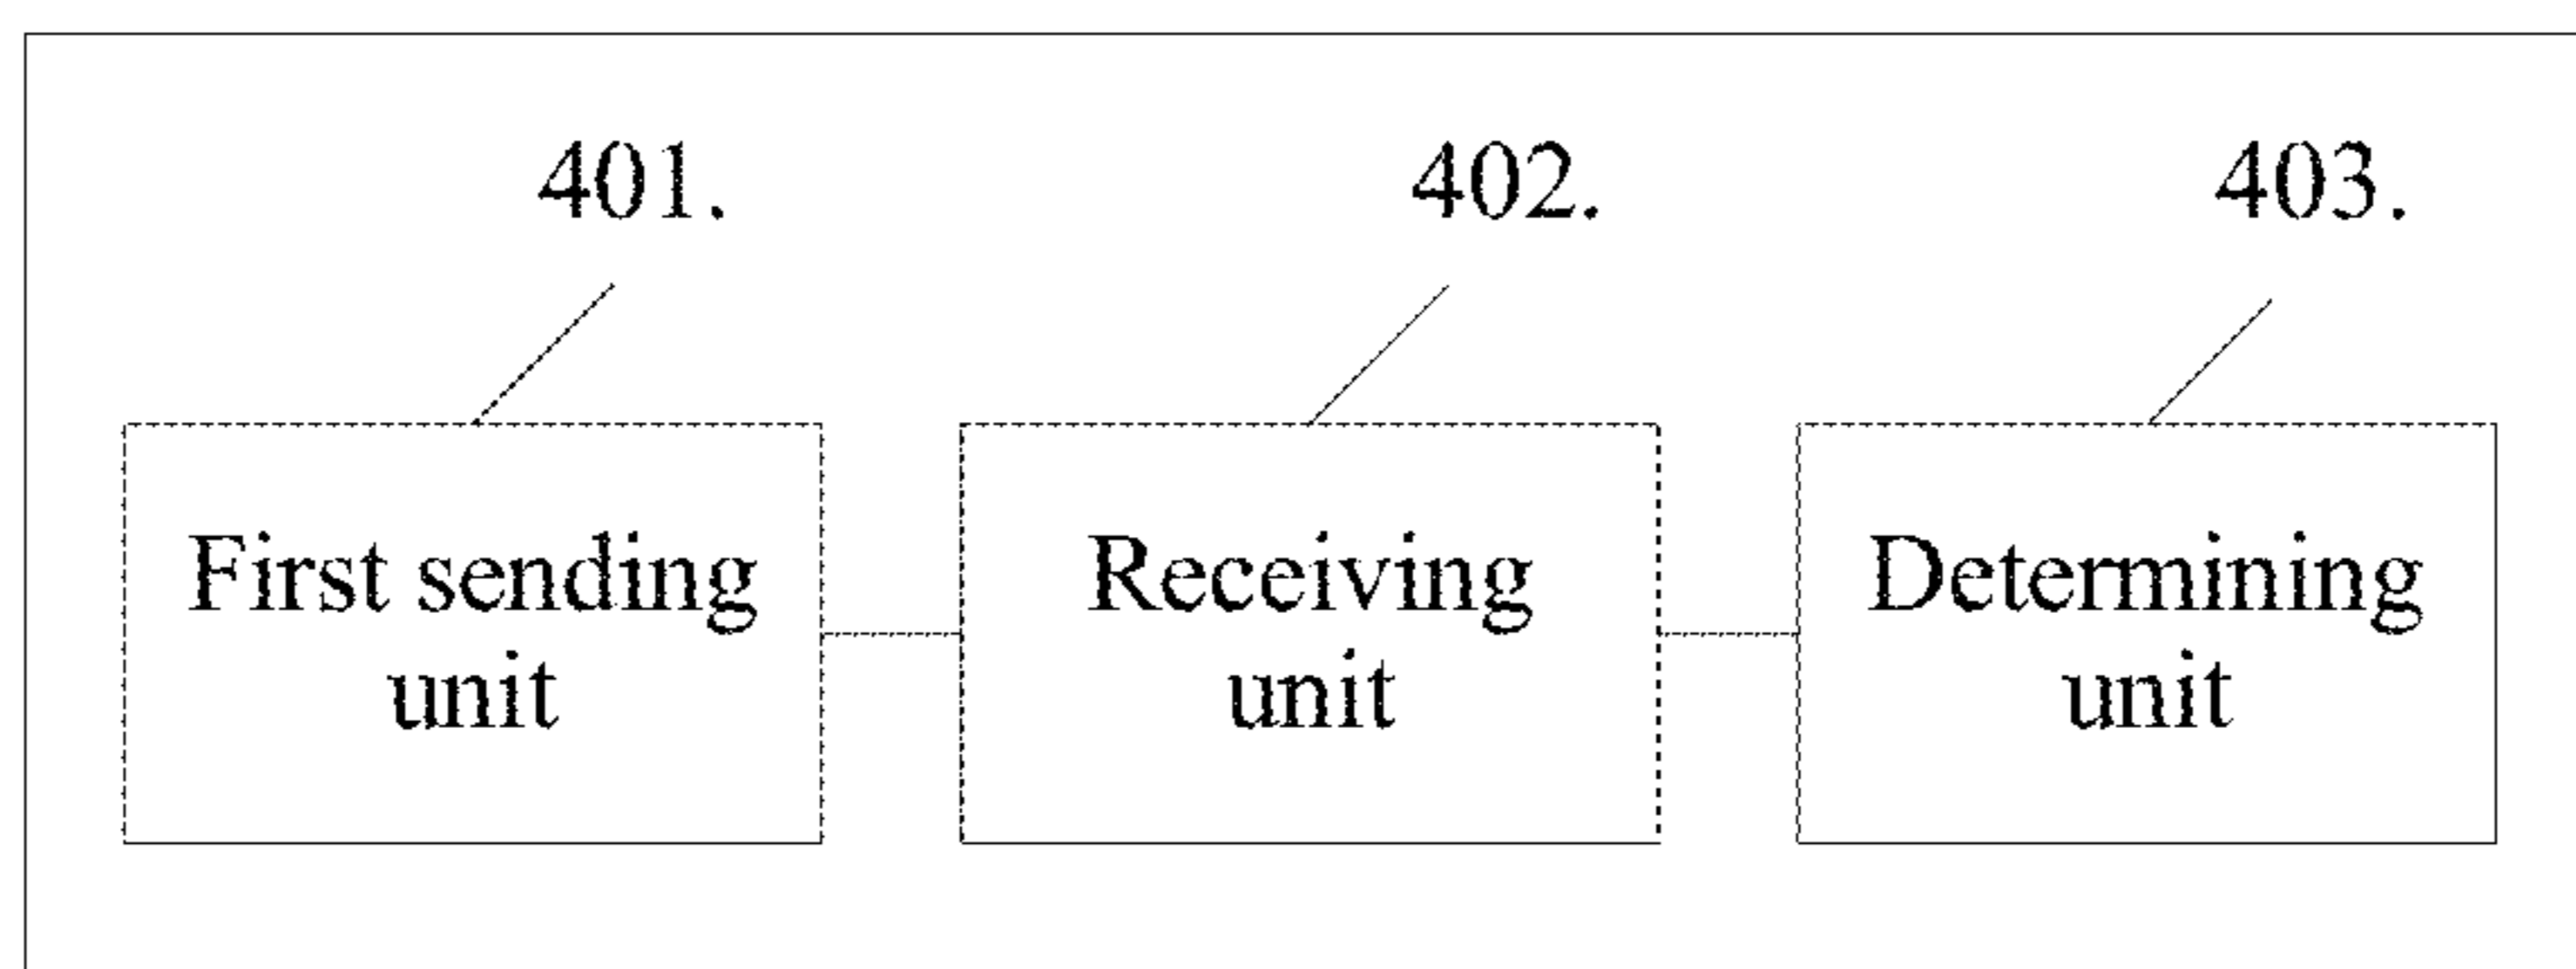 401.
402.
403.
First sending
unit
Receiving
unit
Determining
unit